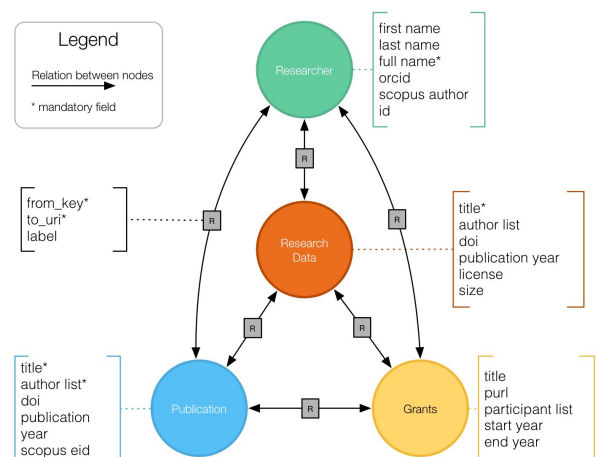 Legend
Relation between nodes
* mandatory field
Researcher
first name
last name
full name*
orcid
scopus author
id
R
from_key*
to_uri*
label
R
R
Research
Data
title*
author list
doi
publication year
license
size
R
R
title*
author list*
doi
publication
year
scopus eid
Publication
R
Grants
title
purl
participant list
start year
end year